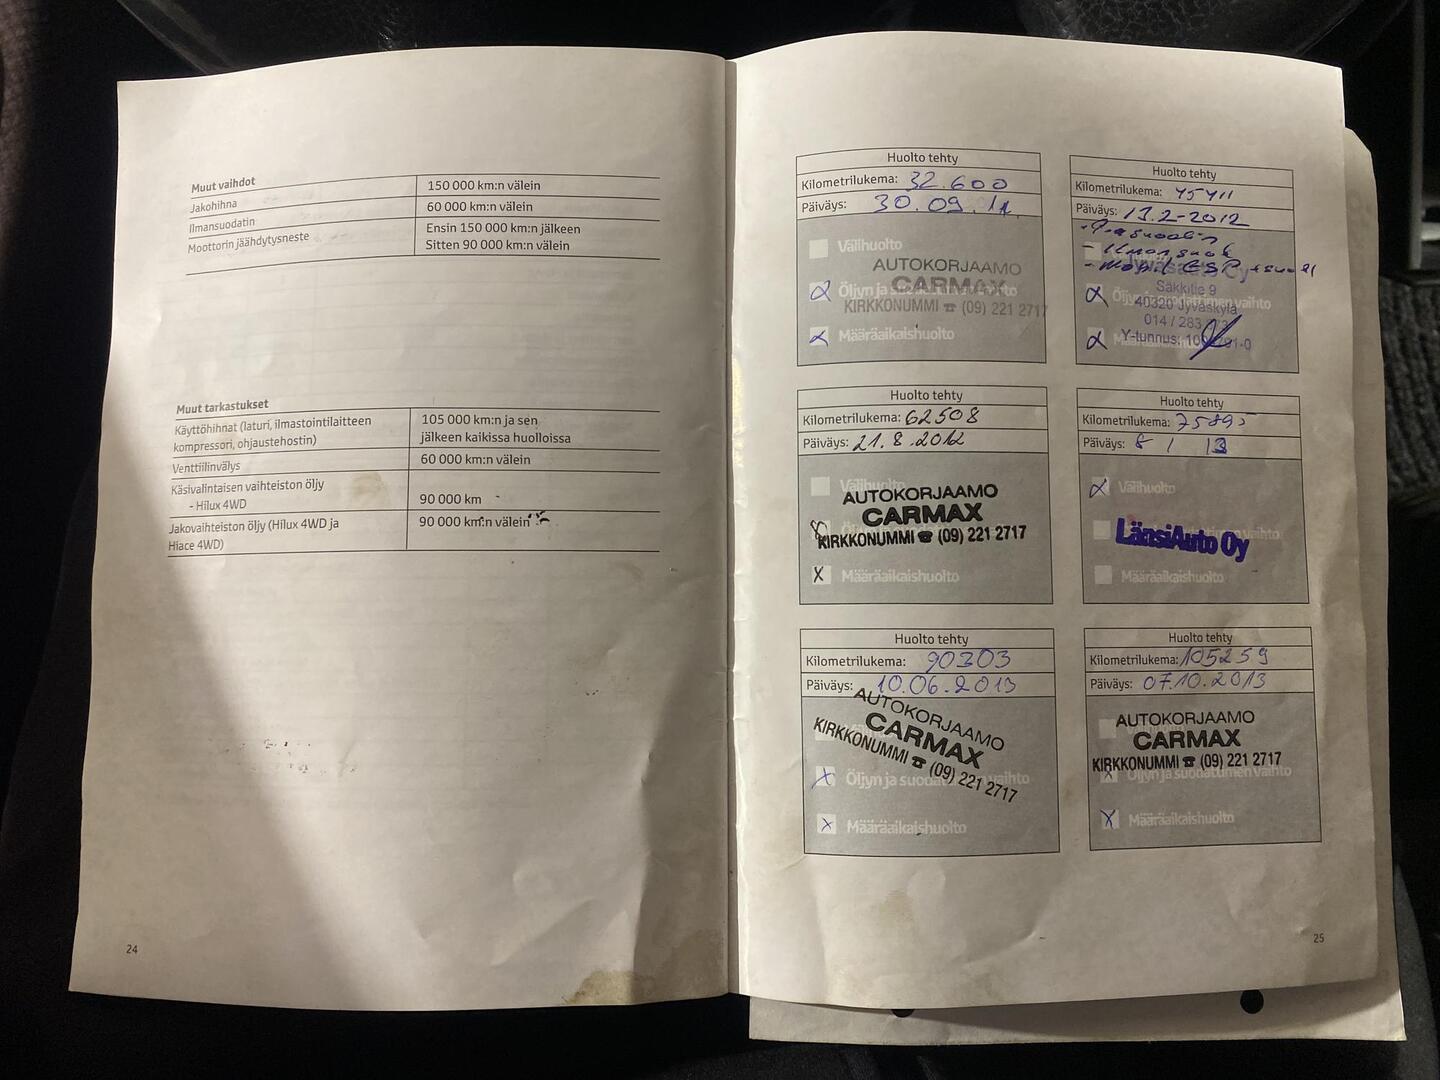 Muut vaihdot
Jakohihna 150 000 km:n välein
Ilmansuodatin 60 000 km:n välein
Moottorin jäähdytysneste Ensin 150 000 km:n jälkeen
Sitten 90 000 km:n välein
Muut tarkastukset
Käyttöhihnat (laturi, ilmastointilaitteen 105 000 km:n ja sen
kompressori, ohjaustehostin) jälkeen kaikissa huolloissa
Venttiilinvälys 60 000 km:n välein
Käsivalintaisen vaihteiston öljy
- Hilux 4WD 90 000 km
Jakovaihteiston öljy (Hilux 4WD ja 90 000 km:n välein
Hiace 4WD)
24
Huolto tehty
Kilometrilukema: 32.600
Päiväys: 30.09.11.
Välihuolto
AUTOKORJAAMO
CARMAX
Öljyn ja
KIRKKONUMMI ☎ (09) 221 2717
Määräaikaishuolto
Huolto tehty
Kilometrilukema: 45411
Päiväys: 13.2-2012
Jyväsauto Oy
Säkkitie 9
Öljyn ja suodattimen vaihto
40320 Jyväskylä
014 / 283
Y-tunnus:
Huolto tehty
Kilometrilukema: 62508
Päiväys: 21.8.2012
Välihuolto
AUTOKORJAAMO
CARMAX
KIRKKONUMMI ☎ (09) 221 2717
X Määräaikaishuolto
Huolto tehty
Kilometrilukema: 75895
Päiväys: 8 / 1 13
Välihuolto
LänsiAuto Oy
Määräaikaishuolto
Huolto tehty
Kilometrilukema: 90303
Päiväys: 10.06.2013
AUTOKORJAAMO
CARMAX
KIRKKONUMMI ☎ (09) 221 2717
X Öljyn ja suodattimen vaihto
X Määräaikaishuolto
Huolto tehty
Kilometrilukema: 105259
Päiväys: 07.10.2013
AUTOKORJAAMO
CARMAX
KIRKKONUMMI ☎ (09) 221 2717
X Öljyn ja suodattimen vaihto
X Määräaikaishuolto
25